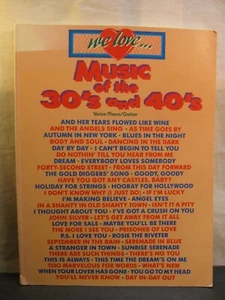 We Love...
Music
of the
30's and 40's
Voice/Piano/Guitar
AND HER TEARS FLOWED LIKE WINE
AND THE ANGELS SING • AS TIME GOES BY
AUTUMN IN NEW YORK • BLUES IN THE NIGHT
BODY AND SOUL • DANCING IN THE DARK
DAY BY DAY • I CAN'T BEGIN TO TELL YOU
DO NOTHIN' TILL YOU HEAR FROM ME
DREAM • EVERYBODY LOVES SOMEBODY
FORTY-SECOND STREET • FROM THIS DAY FORWARD
THE GOLD DIGGERS' SONG • GOODY, GOODY
HAVE YOU GOT ANY CASTLES, BABY?
HOLIDAY FOR STRINGS • HOORAY FOR HOLLYWOOD
I DON'T KNOW WHY (I JUST DO) • IF I'M LUCKY
I'M MAKING BELIEVE • ANGEL EYES
IN A SHANTY IN OLD SHANTY TOWN • ISN'T IT A PITY
I THOUGHT ABOUT YOU • I'VE GOT A CRUSH ON YOU
JOHN SILVER • LET'S GET AWAY FROM IT ALL
LOVE FOR SALE • MAYBE YOU'LL BE THERE
THE MORE I SEE YOU • PRISONER OF LOVE
P.S. I LOVE YOU • ROSIE THE RIVETER
SEPTEMBER IN THE RAIN • SERENADE IN BLUE
A STRANGER IN TOWN • SUNRISE SERENADE
THERE ARE SUCH THINGS • THERE'S NO YOU
THIS IS ALWAYS • THIS THE DREAM'S ON ME
TOO MARVELOUS FOR WORDS • WHAT'S NEW
WHEN YOUR LOVER HAS GONE • YOU GO TO MY HEAD
YOU'LL NEVER KNOW • DAY IN-DAY OUT